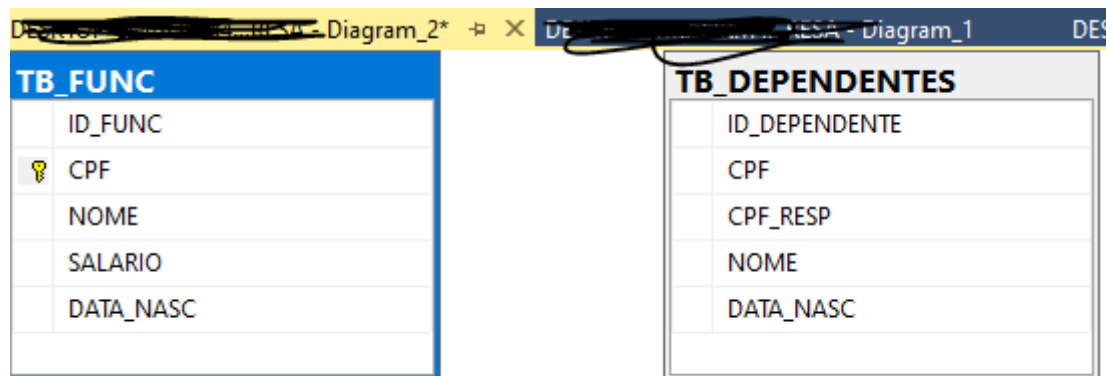 Diagram_2*
Diagram_1
DES
TB_FUNC
ID_FUNC
CPF
NOME
SALARIO
DATA_NASC
TB_DEPENDENTES
ID_DEPENDENTE
CPF
CPF_RESP
NOME
DATA_NASC